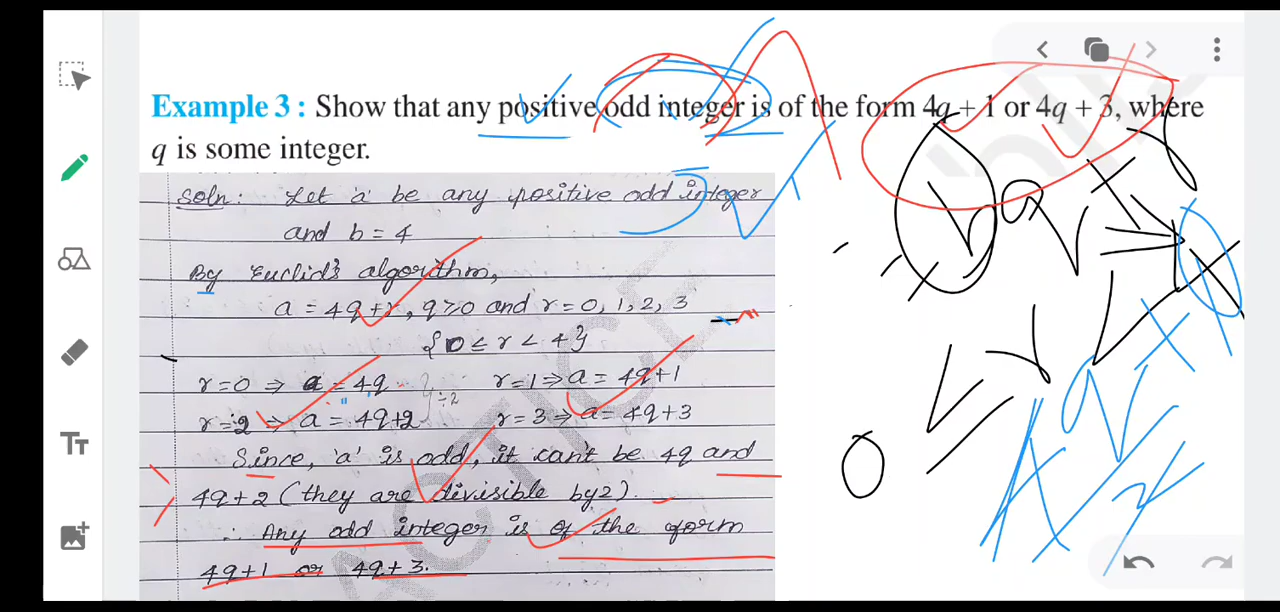 Example 3 : Show that any positive odd integer is of the form 4q + 1 or 4q + 3, where
q is some integer.
Soln: Let 'a' be any positive odd integer
and b = 4
By Euclid's algorithm,
a = 4q + r, q ≥ 0 and r = 0, 1, 2, 3
{0 ≤ r < 4}
r=0 ⇒ a = 4q r=1 ⇒ a = 4q+1
r=2 ⇒ a = 4q+2 } ÷2 r=3 ⇒ a = 4q+3
Since, 'a' is odd, it cant be 4q and
4q+2 (they are divisible by 2).
∴ Any odd integer is of the form
4q+1 or 4q+3.